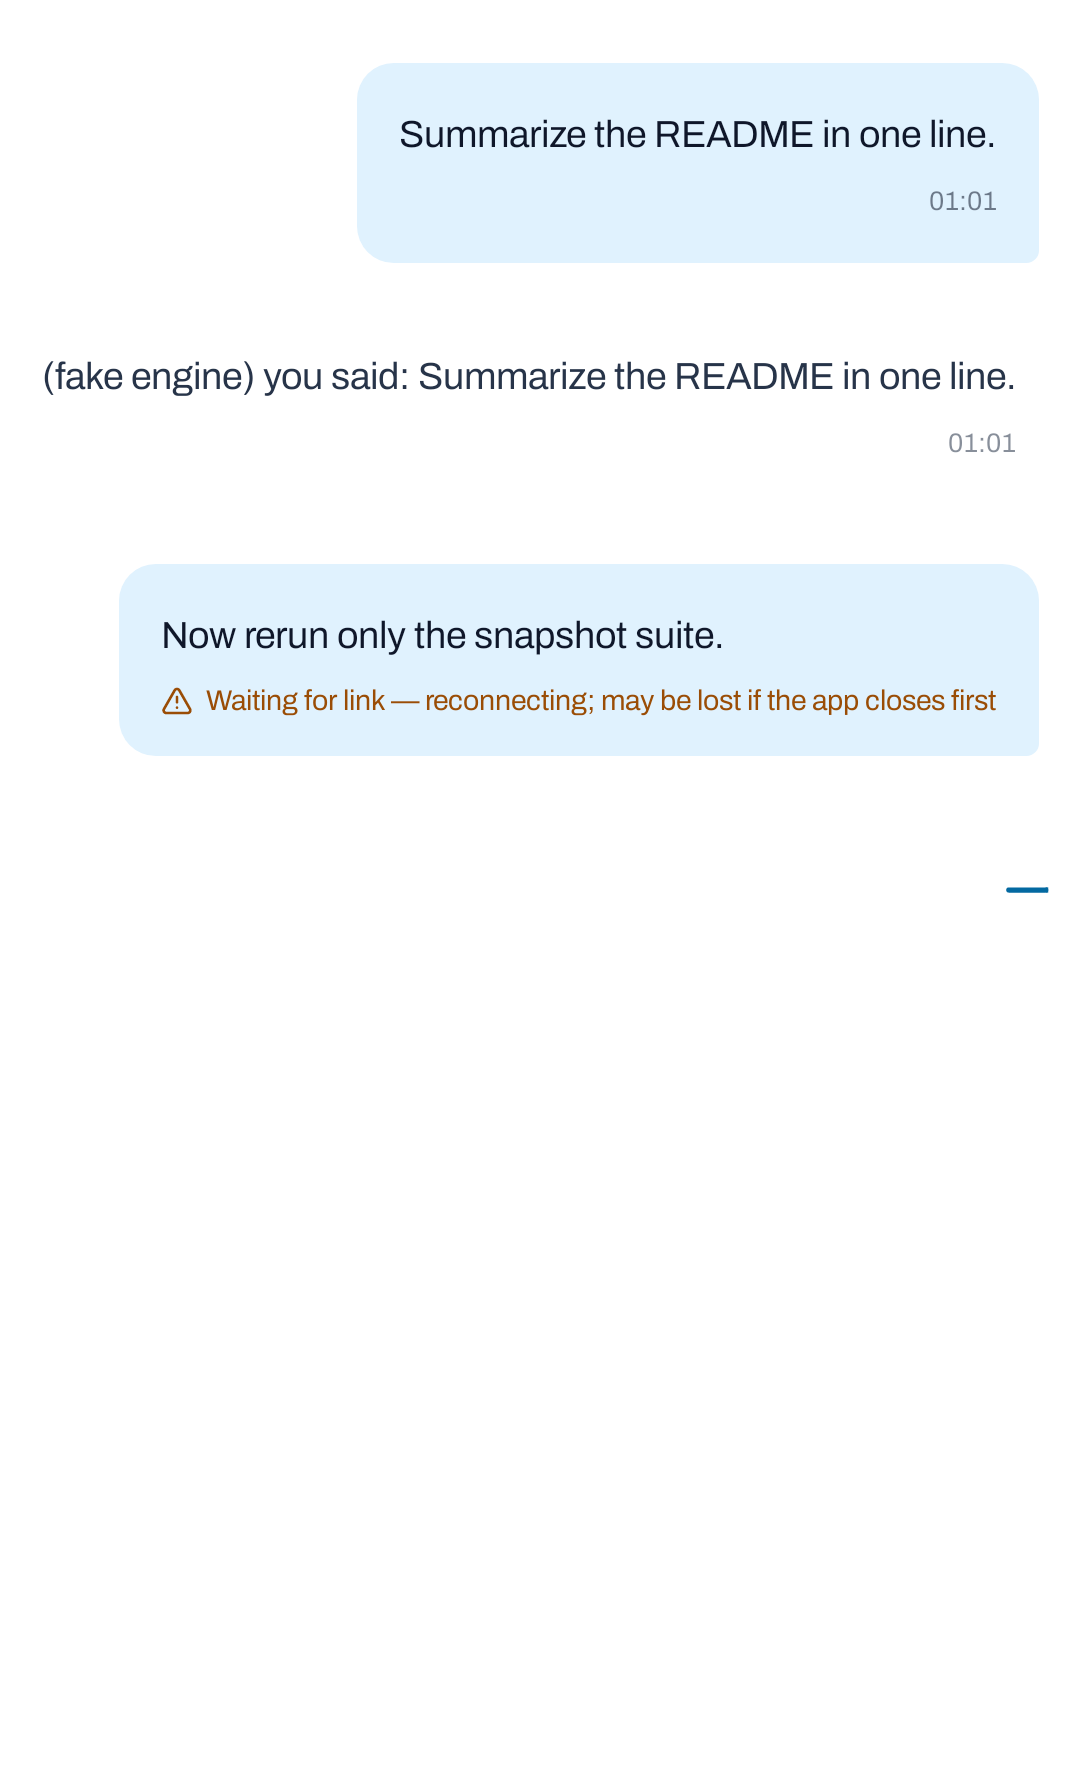 Summarize the README in one line.
01:01
(fake engine) you said: Summarize the README in one line.
01:01
Now rerun only the snapshot suite.
Waiting for link — reconnecting; may be lost if the app closes first